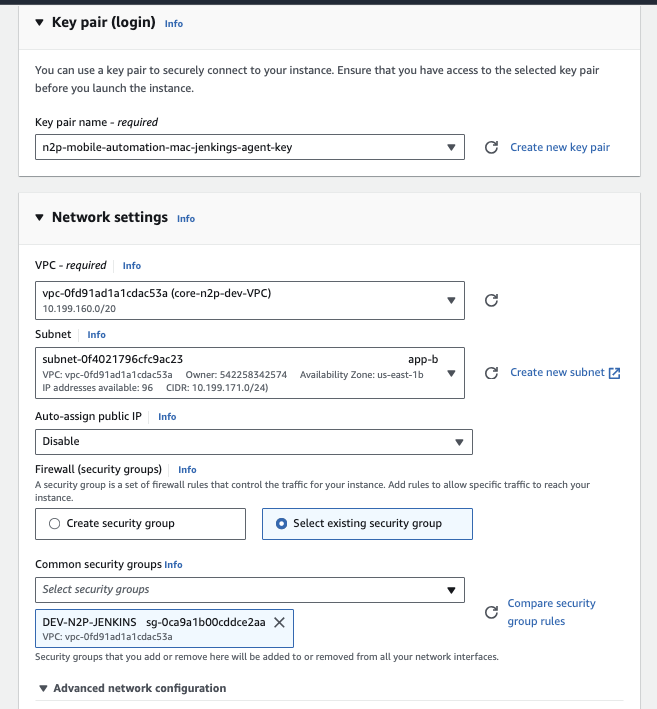 Key pair (login) Info
You can use a key pair to securely connect to your instance. Ensure that you have access to the selected key pair
before you launch the instance.
Key pair name - required
n2p-mobile-automation-mac-jenkings-agent-key
Create new key pair
Network settings Info
VPC - required Info
vpc-0fd91ad1a1cdac53a (core-n2p-dev-VPC)
10.199.160.0/20
Subnet Info
subnet-0f4021796cfc9ac23 app-b
VPC: vpc-0fd91ad1a1cdac53a Owner: 542258342574 Availability Zone: us-east-1b
IP addresses available: 96 CIDR: 10.199.171.0/24)
Create new subnet
Auto-assign public IP Info
Disable
Firewall (security groups) Info
A security group is a set of firewall rules that control the traffic for your instance. Add rules to allow specific traffic to reach your
instance.
Create security group
Select existing security group
Common security groups Info
Select security groups
DEV-N2P-JENKINS sg-0ca9a1b00cddce2aa
VPC: vpc-0fd91ad1a1cdac53a
Compare security
group rules
Security groups that you add or remove here will be added to or removed from all your network interfaces.
Advanced network configuration